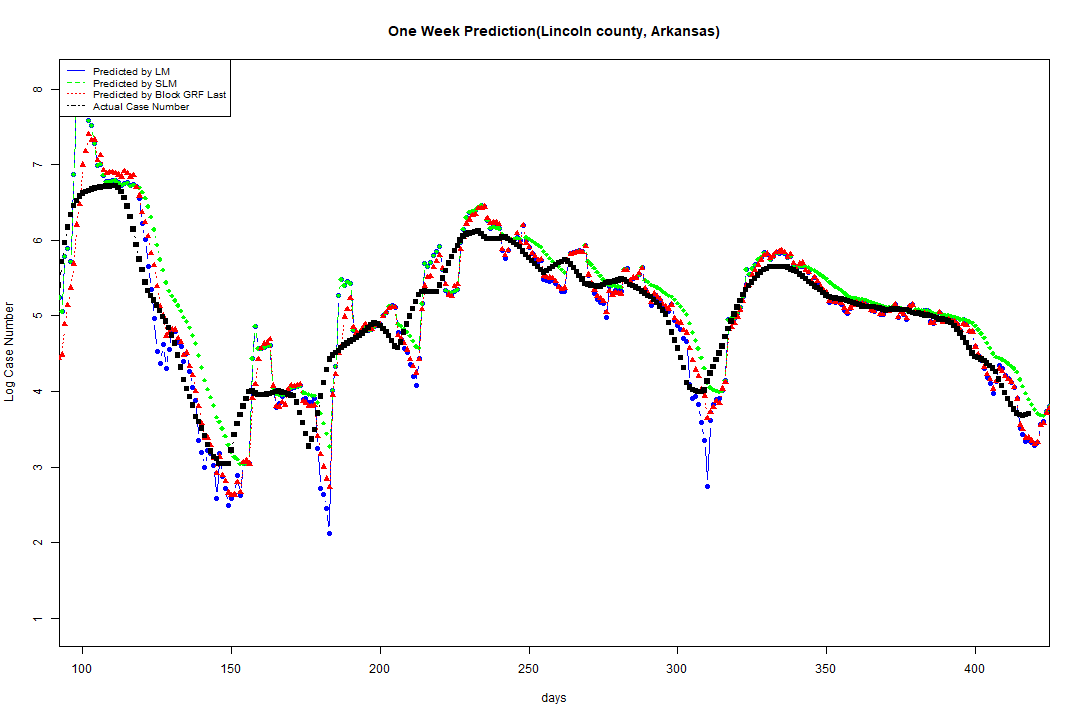 One Week Prediction(Lincoln county, Arkansas)
Predicted by LM
Predicted by SLM
Predicted by Block GRF Last
Actual Case Number
Log Case Number
8
7
6
5
4
3
2
1
100 150 200 250 300 350 400
days